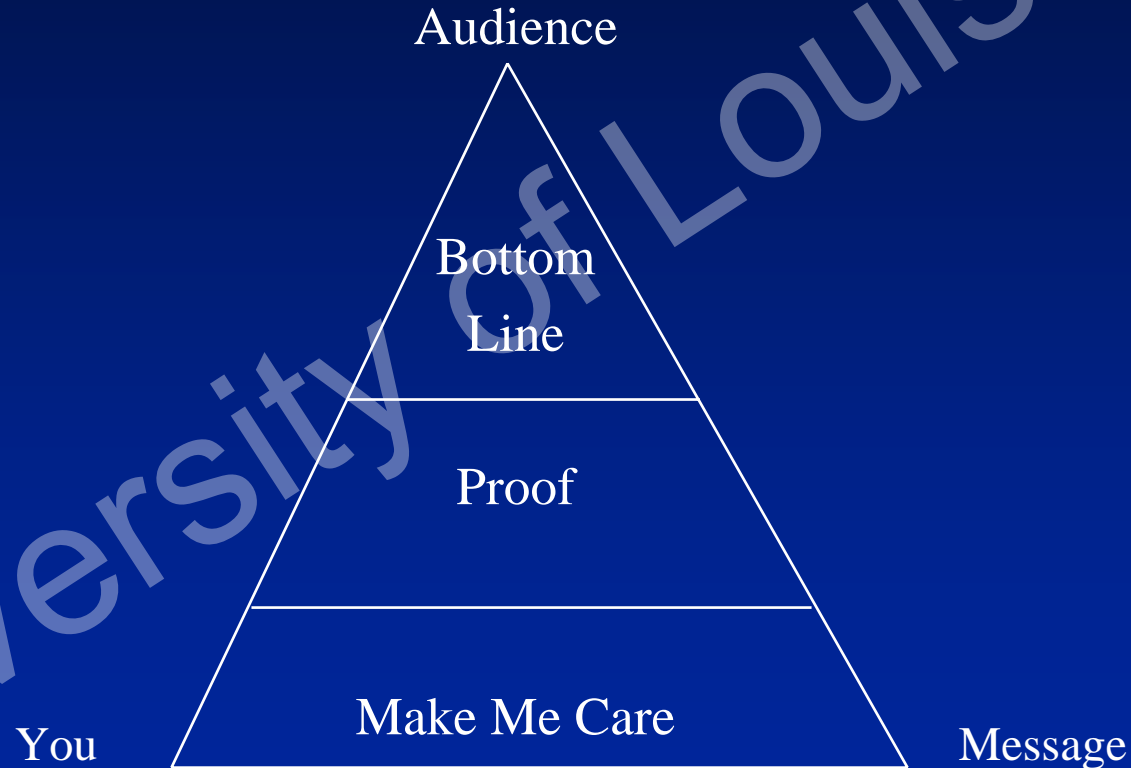 Audience
Bottom
Line
Proof
Make Me Care
You
Message
versity of Louis